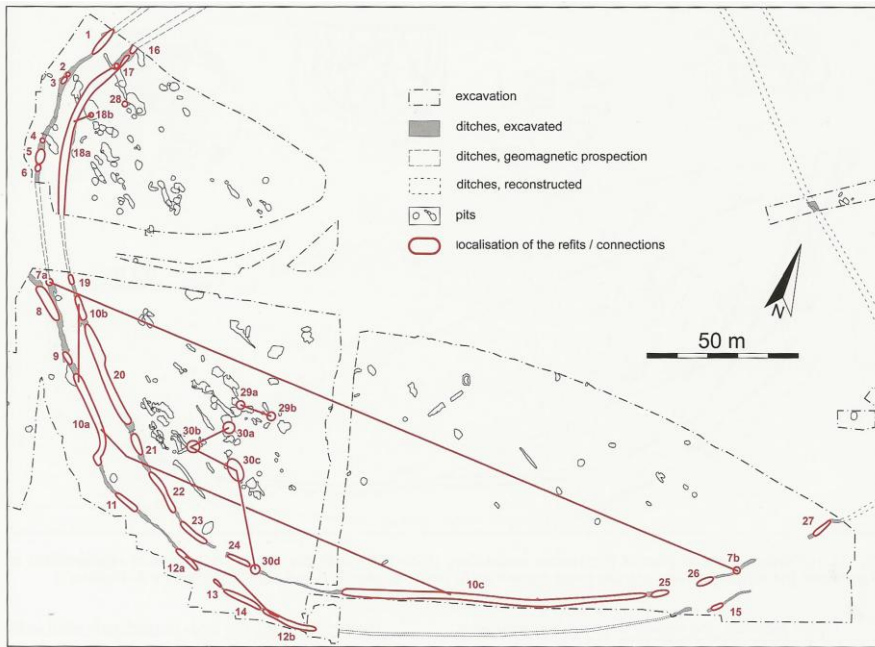 1
16
2
3
17
28
18b
4
5
18a
6
excavation
ditches, excavated
ditches, geomagnetic prospection
ditches, reconstructed
pits
localisation of the refits / connections
N
50 m
7a
19
8
10b
9
20
29a
29b
10a
30b
30a
21
30c
22
11
23
24
12a
30d
27
7b
10c
25
26
13
14
15
12b